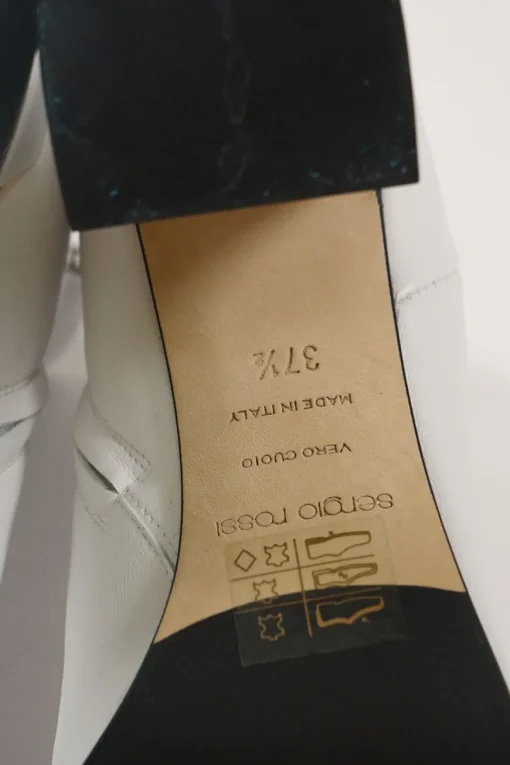 sergio rossi
VERO CUOIO
MADE IN ITALY
37½